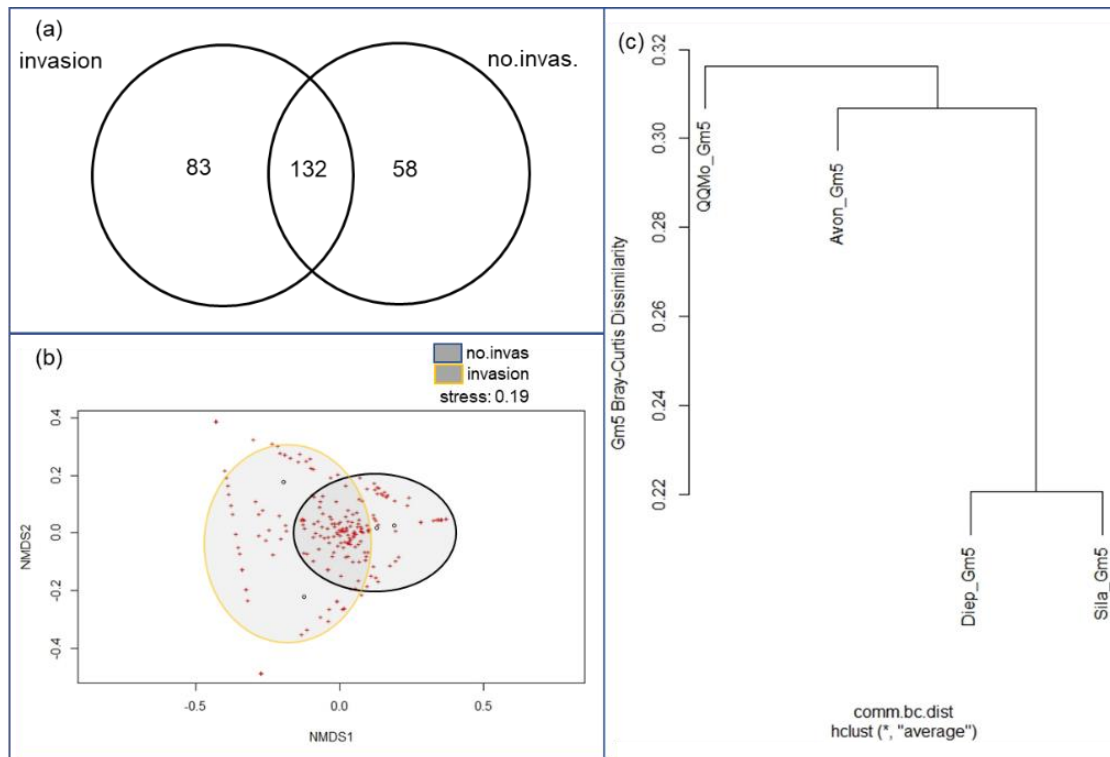 (a)
invasion
no.invas.
83
132
58
(b)
no.invas
invasion
stress: 0.19
0.4
0.2
0.0
-0.2
-0.4
NMDS2
-0.5
0.0
0.5
NMDS1
(c)
0.32
0.30
0.28
0.26
0.24
0.22
Gm5 Bray-Curtis Dissimilarity
QQMo_Gm5
Avon_Gm5
Diep_Gm5
Sila_Gm5
comm.bc.dist
hclust (*, "average")